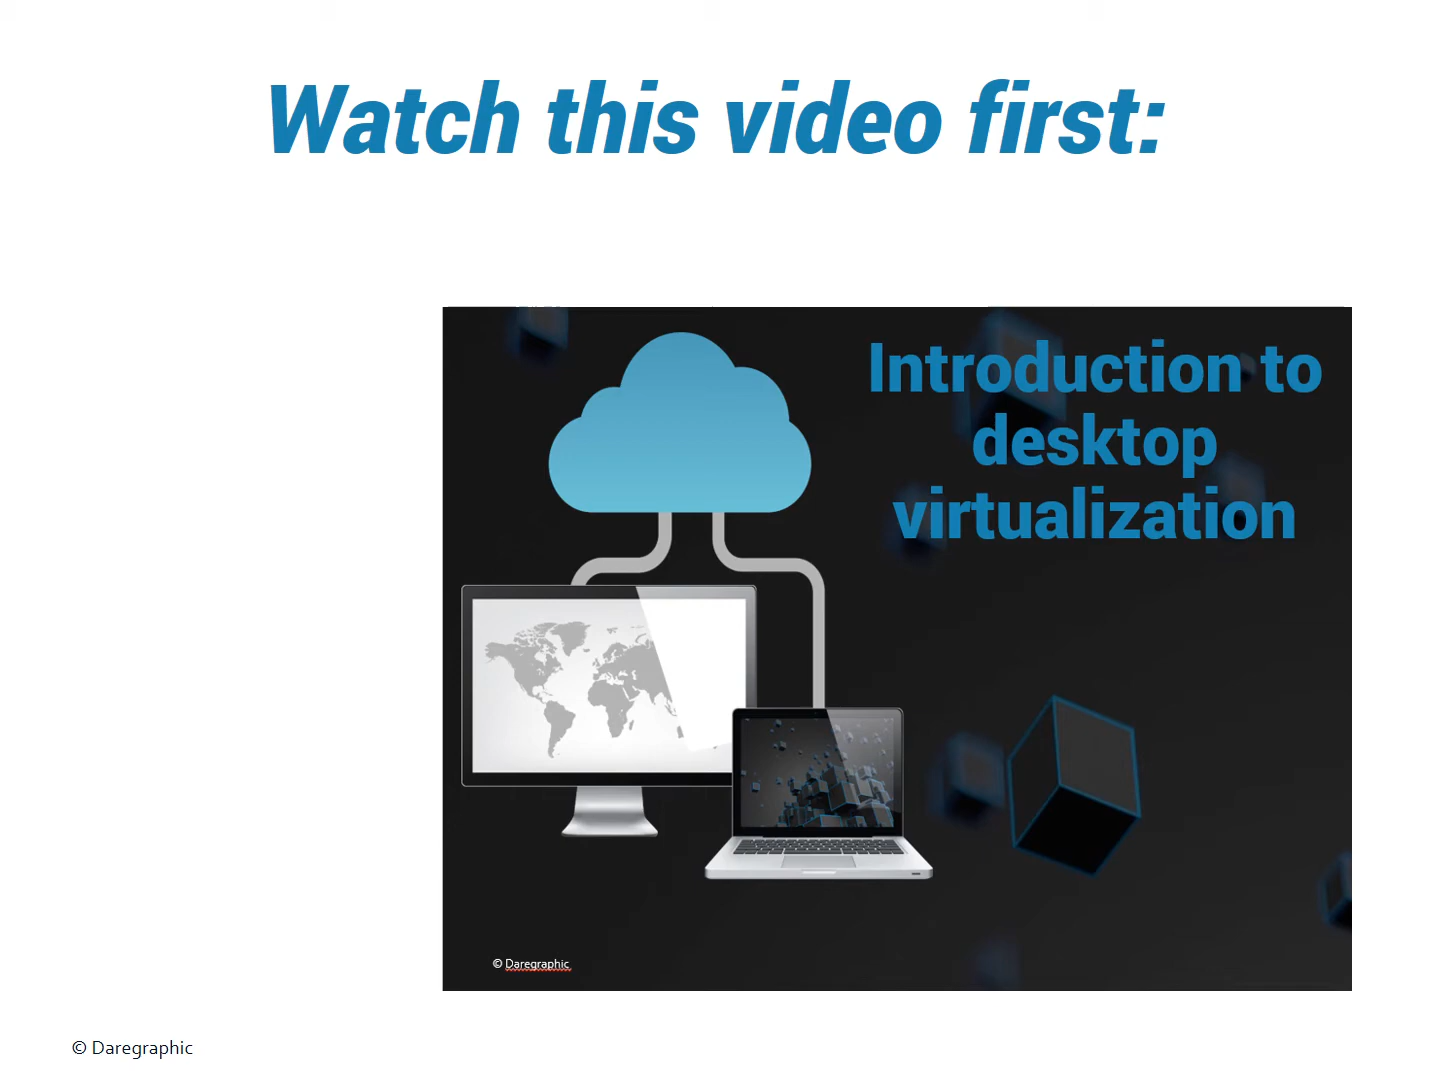 Watch this video first:
Introduction to
desktop
virtualization
© Daregraphic
© Daregraphic